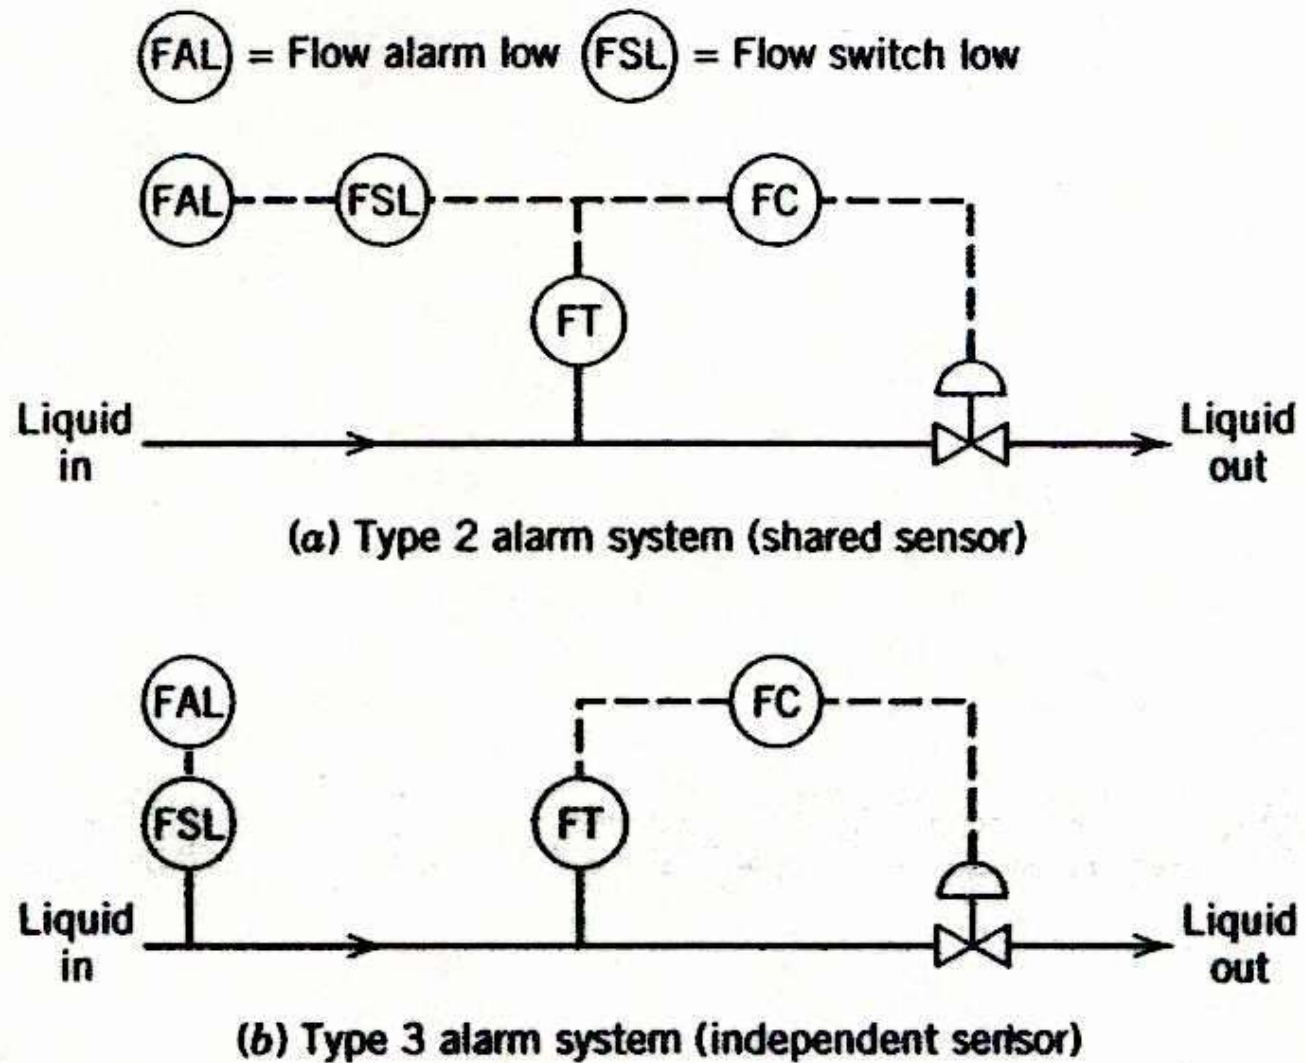 FAL = Flow alarm low FSL = Flow switch low
FAL FSL FC
FT
Liquid in
Liquid out
(a) Type 2 alarm system (shared sensor)
FAL FC
FSL FT
Liquid in
Liquid out
(b) Type 3 alarm system (independent sensor)